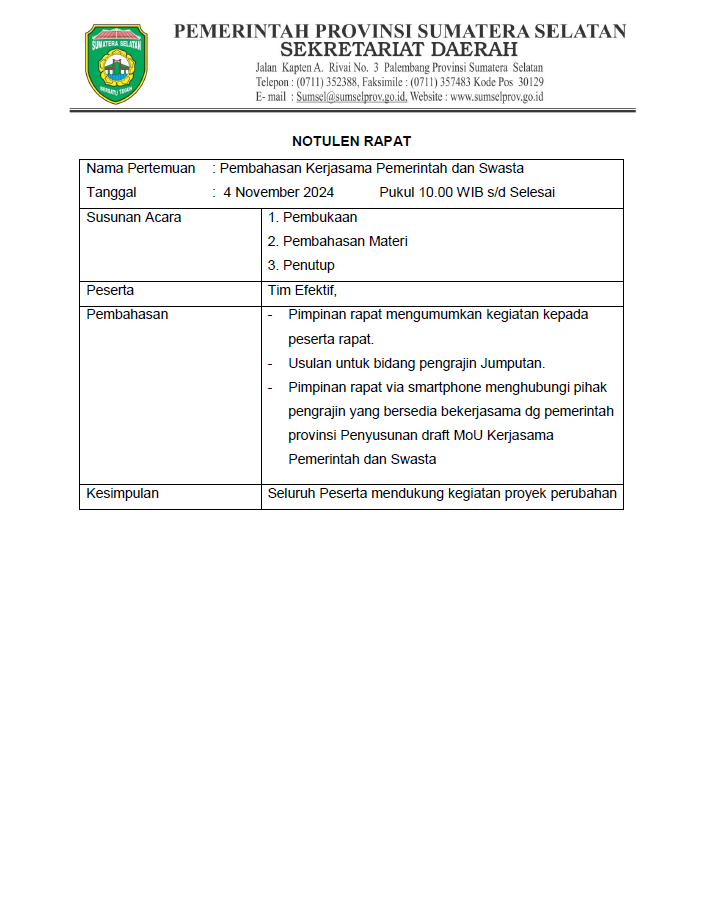 SUMATERA SELATAN
BERSATU TEGUH
PEMERINTAH PROVINSI SUMATERA SELATAN
SEKRETARIAT DAERAH
Jalan Kapten A. Rivai No. 3 Palembang Provinsi Sumatera Selatan
Telepon : (0711) 352388, Faksimile : (0711) 357483 Kode Pos 30129
E- mail : Sumsel@sumselprov.go.id, Website : www.sumselprov.go.id
NOTULEN RAPAT
Nama Pertemuan : Pembahasan Kerjasama Pemerintah dan Swasta
Tanggal : 4 November 2024 Pukul 10.00 WIB s/d Selesai
Susunan Acara 1. Pembukaan
2. Pembahasan Materi
3. Penutup
Peserta Tim Efektif,
Pembahasan - Pimpinan rapat mengumumkan kegiatan kepada
peserta rapat.
- Usulan untuk bidang pengrajin Jumputan.
- Pimpinan rapat via smartphone menghubungi pihak
pengrajin yang bersedia bekerjasama dg pemerintah
provinsi Penyusunan draft MoU Kerjasama
Pemerintah dan Swasta
Kesimpulan Seluruh Peserta mendukung kegiatan proyek perubahan